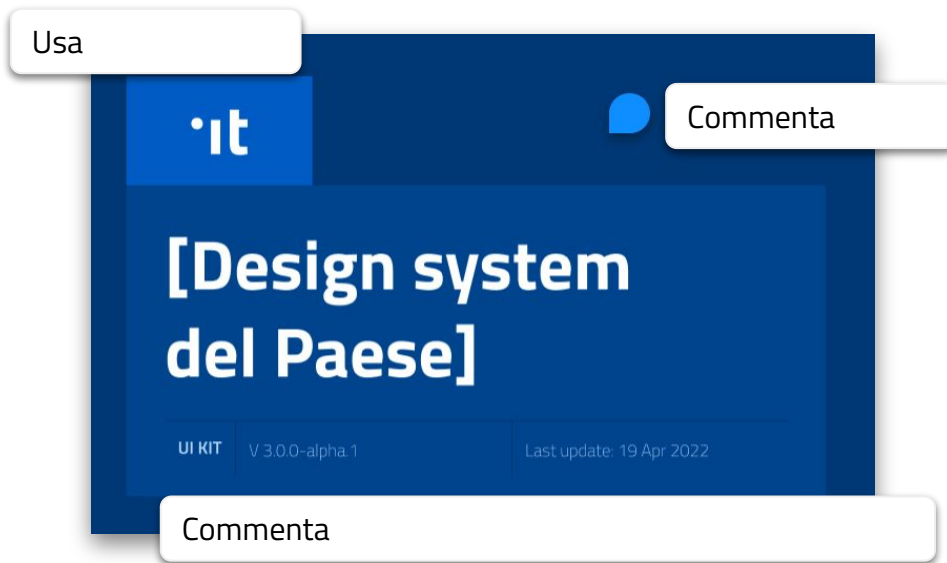 Usa
Commenta
·it
[Design system
del Paese]
UI KIT
V 3.0.0-alpha.1
Last update: 19 Apr 2022
Commenta